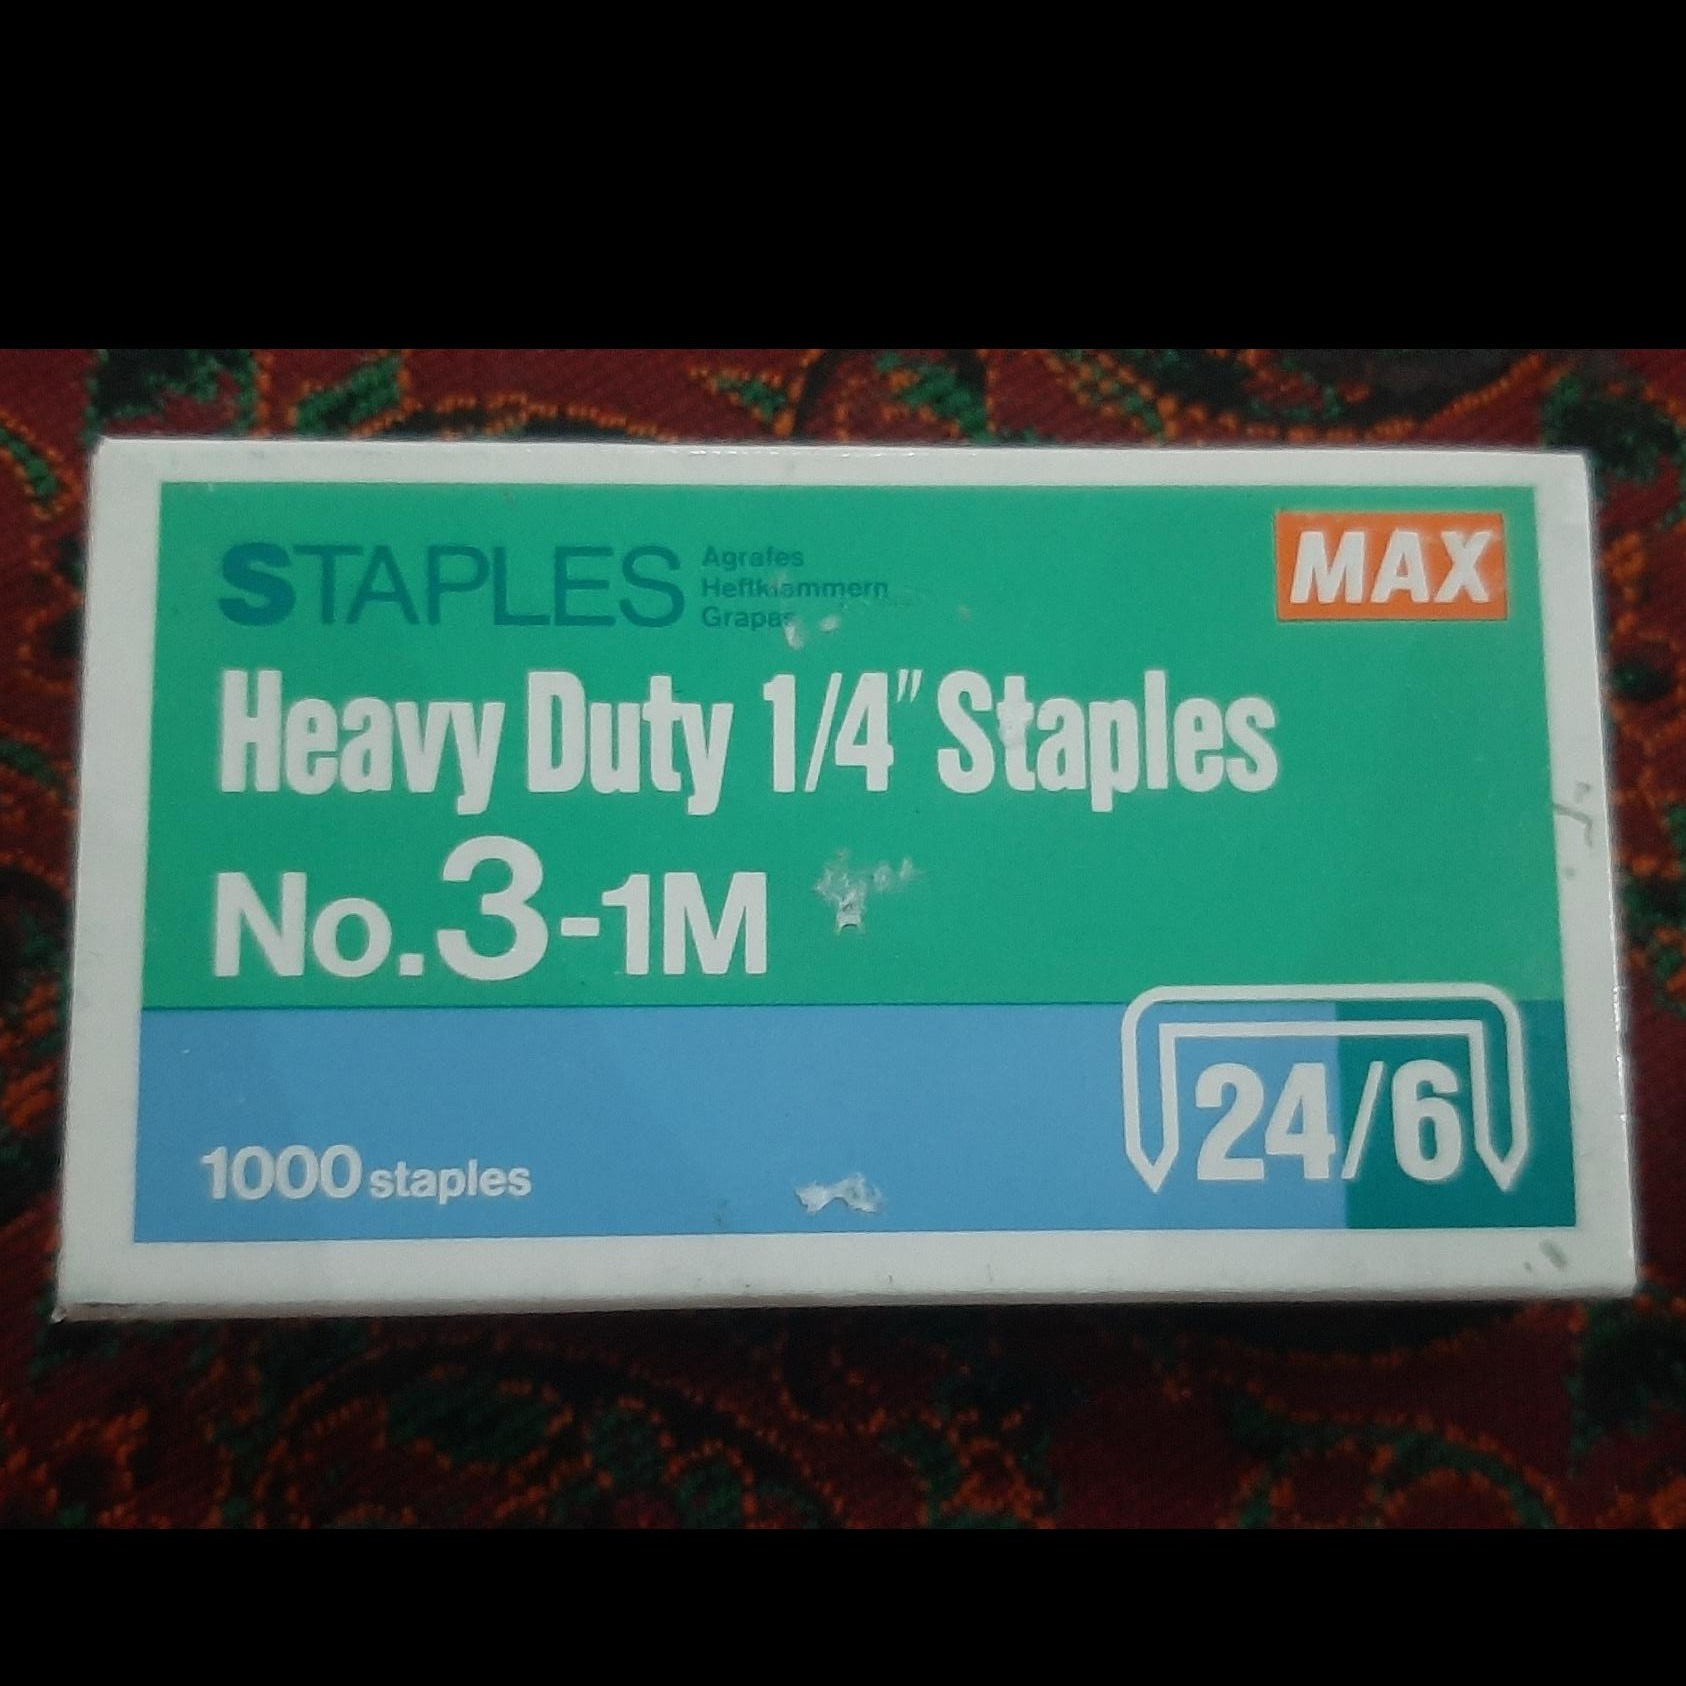 STAPLES
Agrafes
Heftklammern
Grapas
MAX
Heavy Duty 1/4" Staples
No.3-1M
24/6
1000 staples